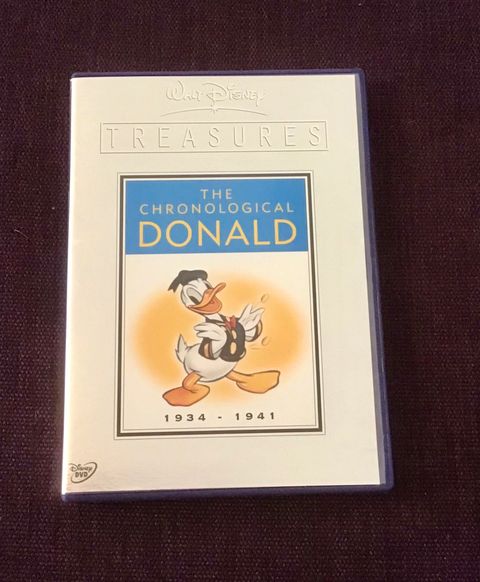 WALT DISNEY
TREASURES
THE
CHRONOLOGICAL
DONALD
1934 - 1941
Disney
DVD